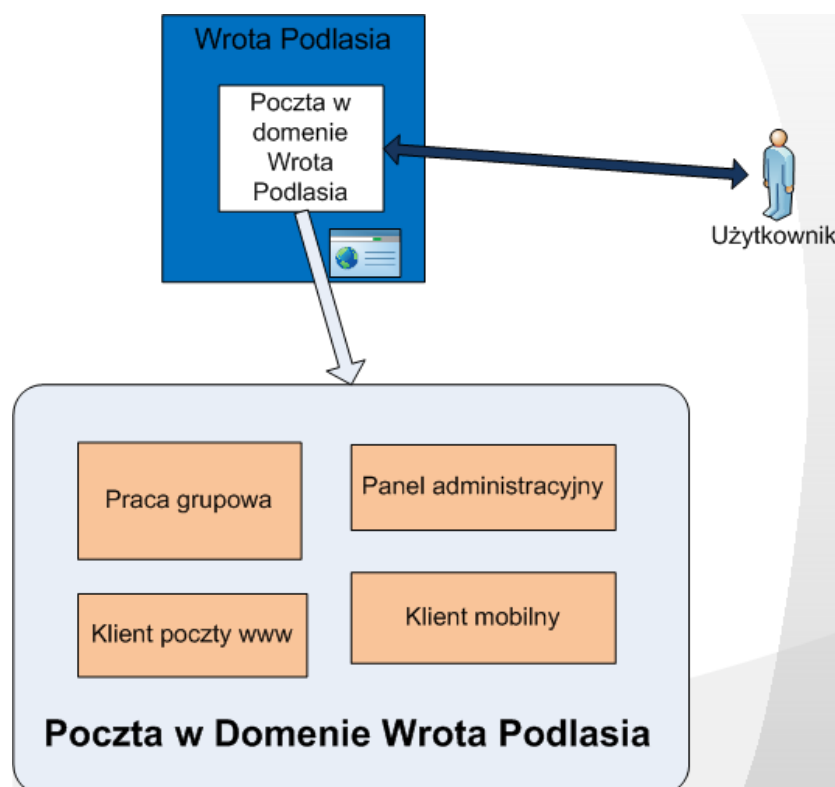 Wrota Podlasia
Poczta w
domenie
Wrota
Podlasia
Użytkownik
Praca grupowa
Panel administracyjny
Klient poczty www
Klient mobilny
Poczta w Domenie Wrota Podlasia